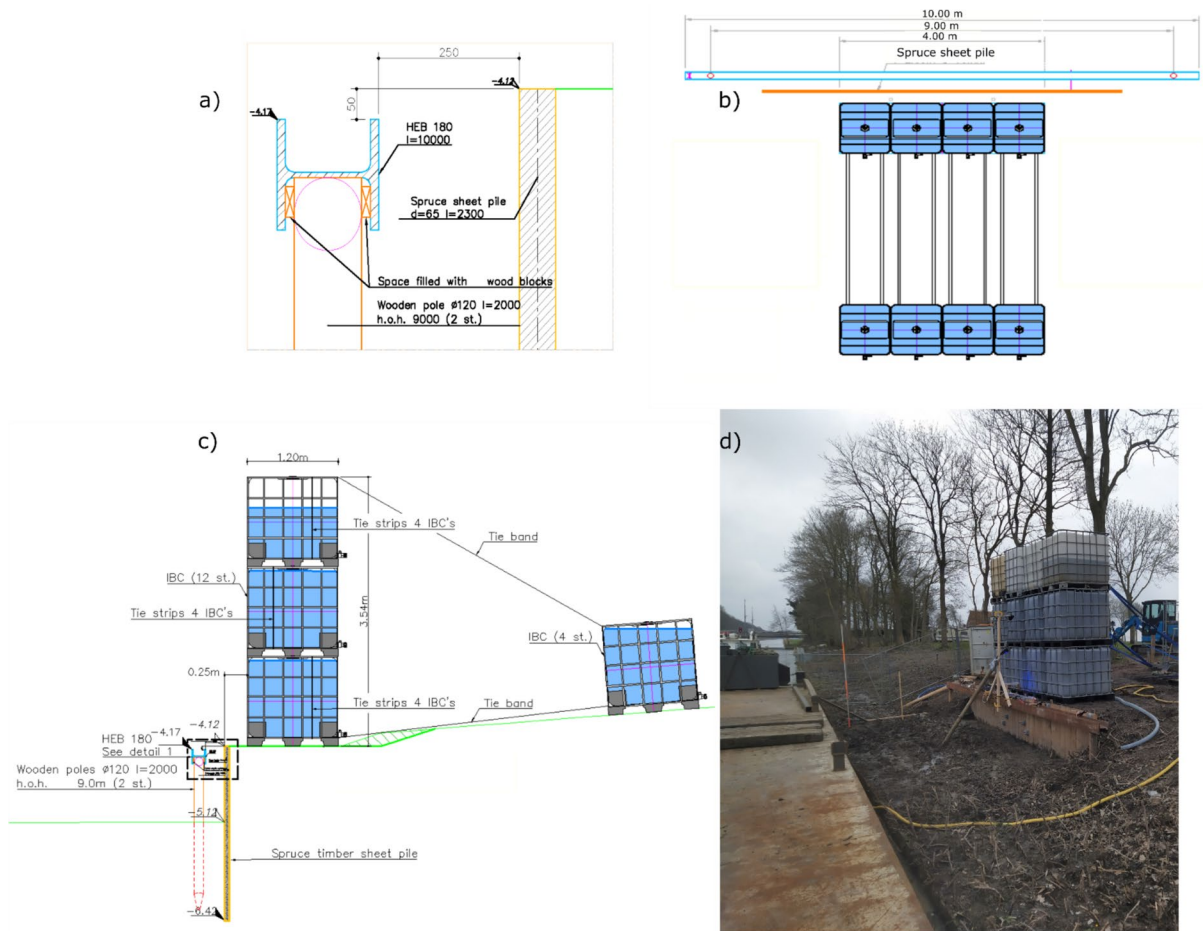 a)
250
-4.12
50
-4.17
HEB 180
l=10000
Spruce sheet pile
d=65 l=2300
Space filled with wood blocks
Wooden pole ø120 l=2000
h.o.h. 9000 (2 st.)
b)
10.00 m
9.00 m
4.00 m
Spruce sheet pile
c)
1.20m
Tie strips 4 IBC's
Tie band
IBC (12 st.)
Tie strips 4 IBC's
3.54m
IBC (4 st.)
0.25m
Tie strips 4 IBC's
Tie band
HEB 180
-4.17
-4.12
See detail 1
Wooden poles ø120 l=2000
h.o.h. 9.0m (2 st.)
-5.12
Spruce timber sheet pile
-6.42
d)